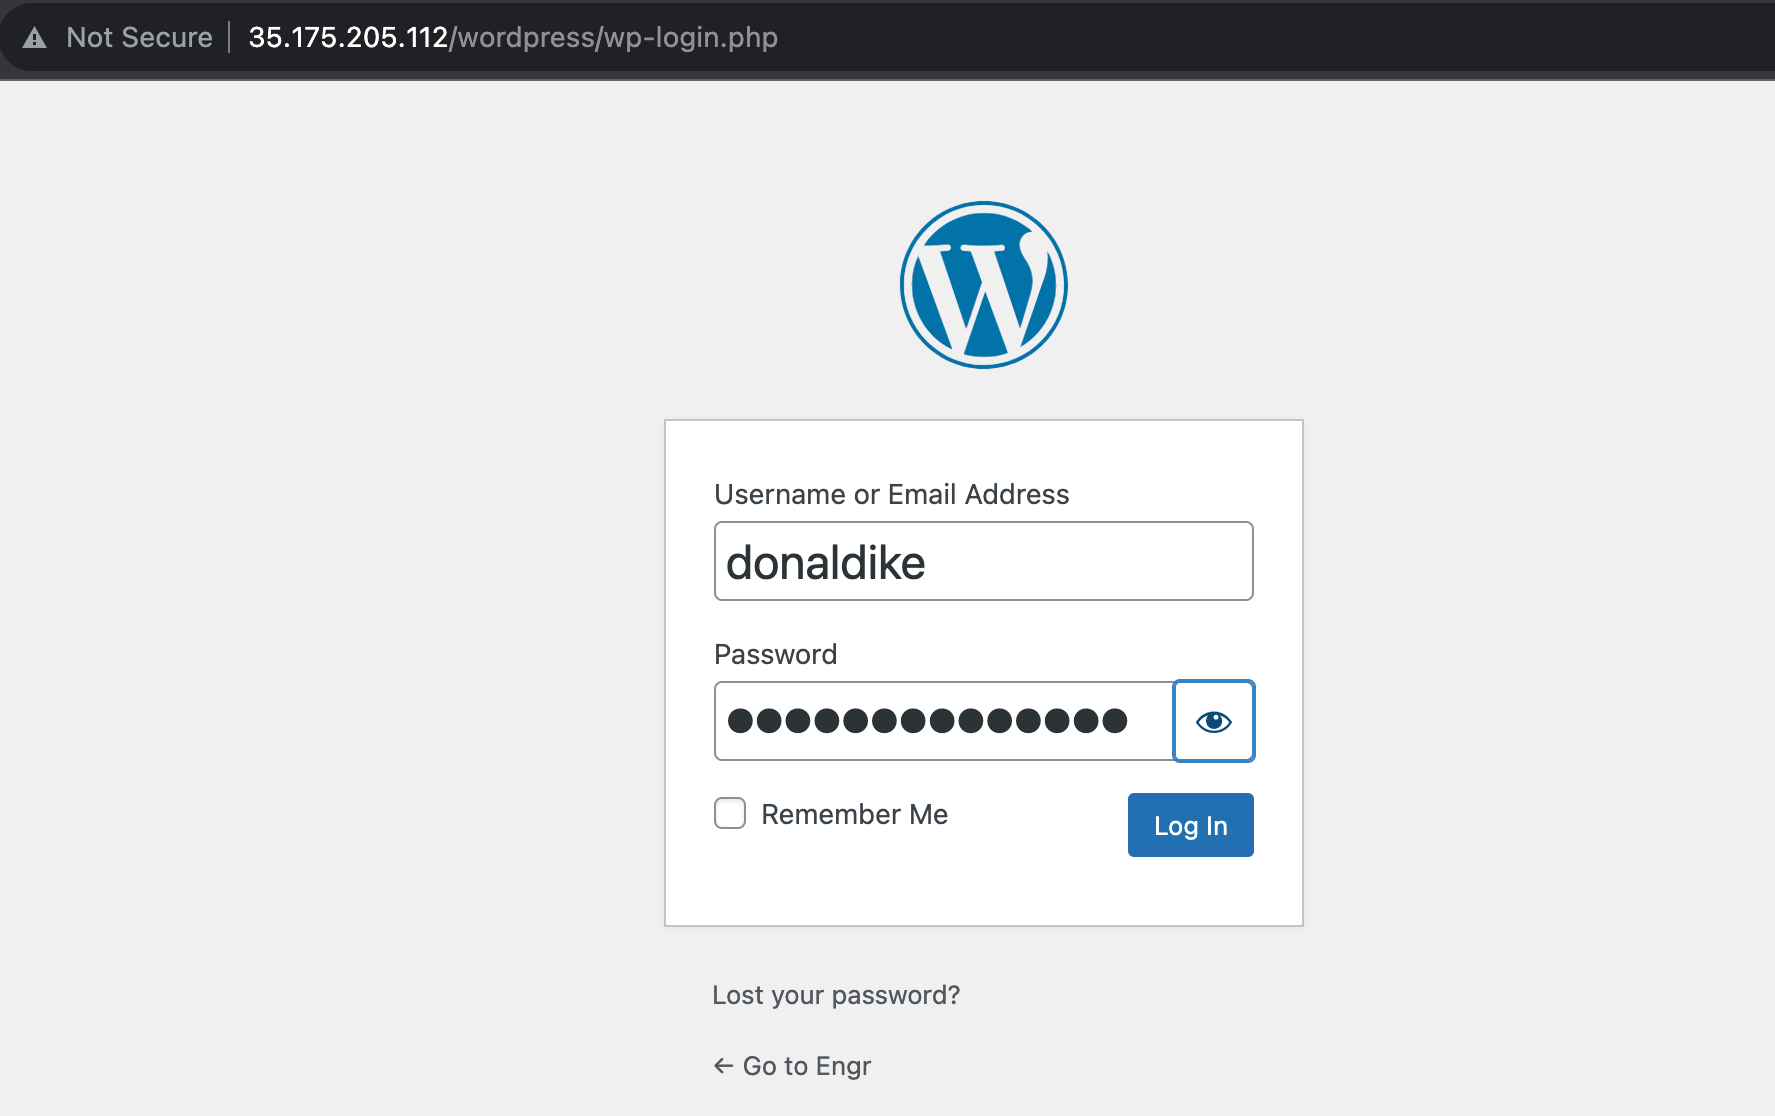 Not Secure | 35.175.205.112/wordpress/wp-login.php
Username or Email Address
donaldike
Password
●●●●●●●●●●●●●●
Remember Me
Log In
Lost your password?
← Go to Engr